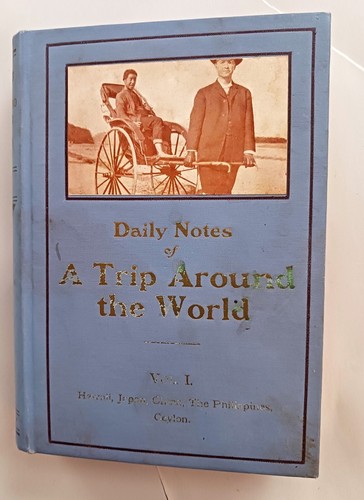 Daily Notes
of
A Trip Around
the World
Vol. I.
Hawaii, Japan, China, The Philippines,
Ceylon.